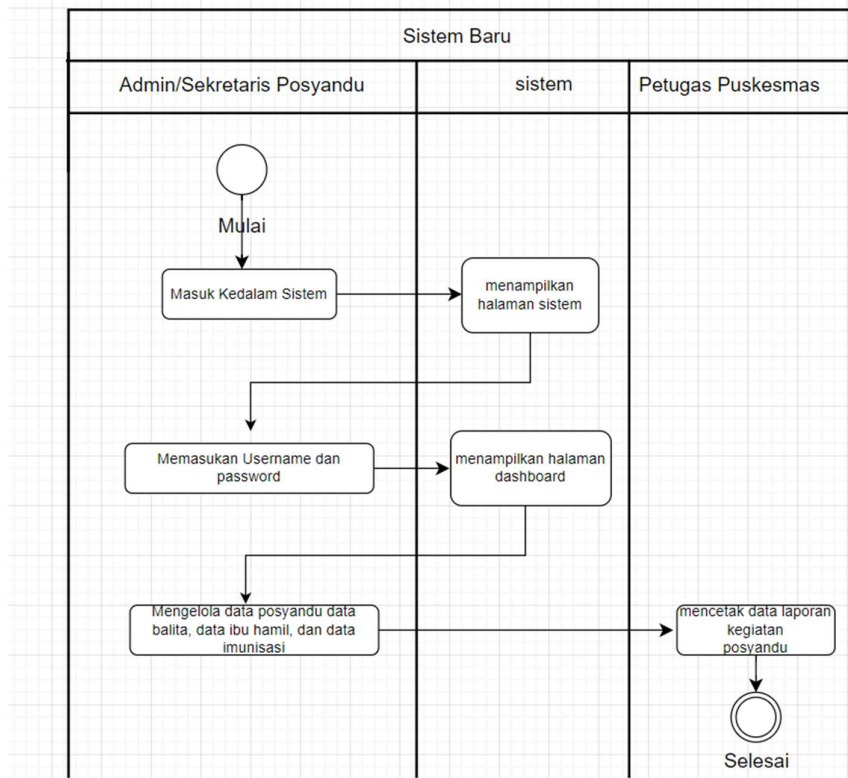 Sistem Baru
Admin/Sekretaris Posyandu
sistem
Petugas Puskesmas
Mulai
Masuk Kedalam Sistem
menampilkan
halaman sistem
Memasukan Username dan
password
menampilkan halaman
dashboard
Mengelola data posyandu data
balita, data ibu hamil, dan data
imunisasi
mencetak data laporan
kegiatan
posyandu
Selesai